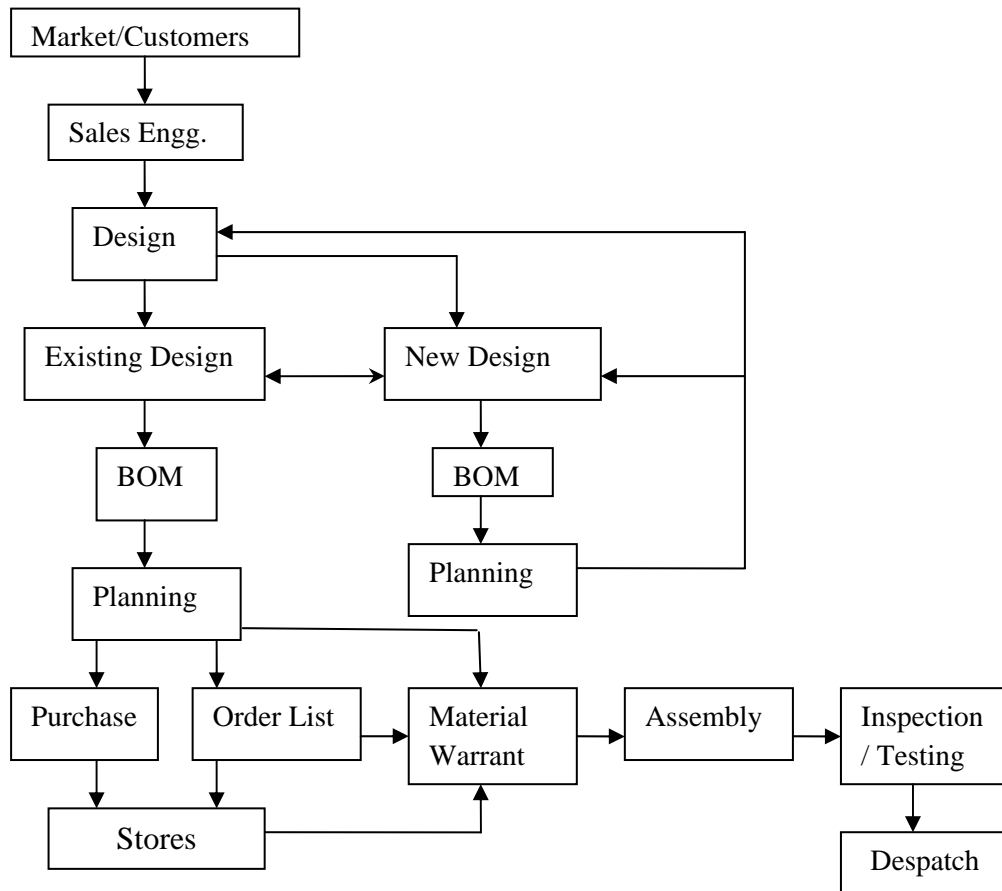 Market/Customers
Sales Engg.
Design
Existing Design
New Design
BOM
BOM
Planning
Planning
Purchase
Order List
Material
Warrant
Assembly
Inspection
/ Testing
Stores
Despatch